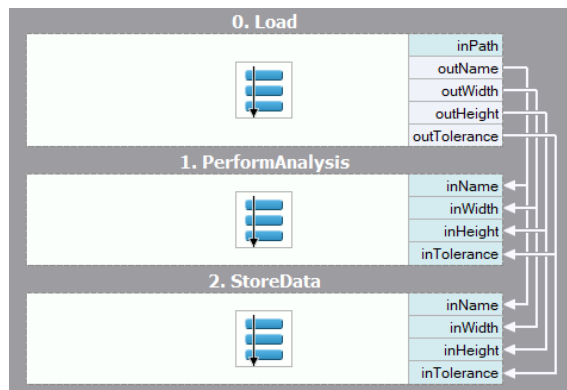 0. Load
inPath
outName
outWidth
outHeight
outTolerance
1. PerformAnalysis
inName
inWidth
inHeight
inTolerance
2. StoreData
inName
inWidth
inHeight
inTolerance